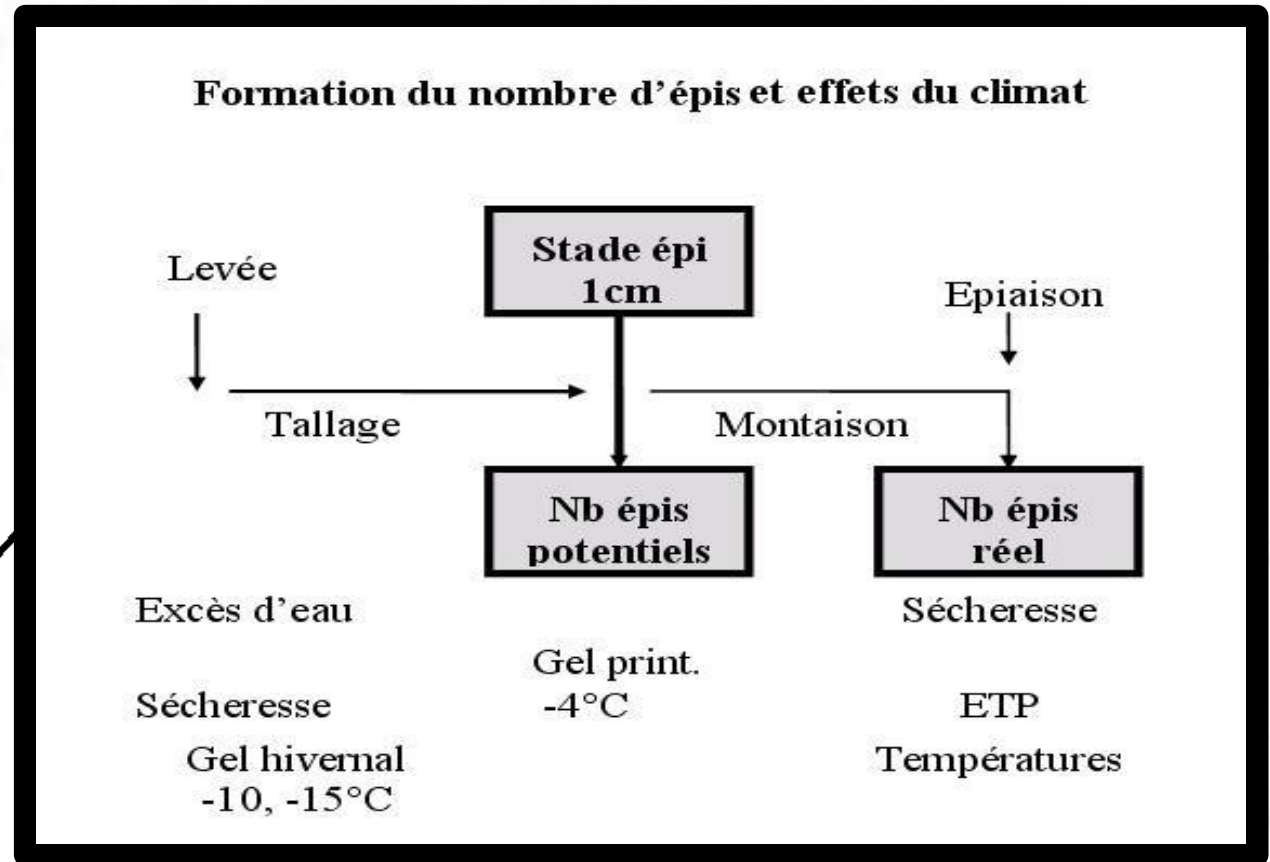 Formation du nombre d'épis et effets du climat
Stade épi
1cm
Levée
Epiaison
Tallage
Montaison
Nb épis
potentiels
Nb épis
réel
Excès d'eau
Sécheresse
Gel print.
-4°C
Sécheresse
ETP
Gel hivernal
-10, -15°C
Températures